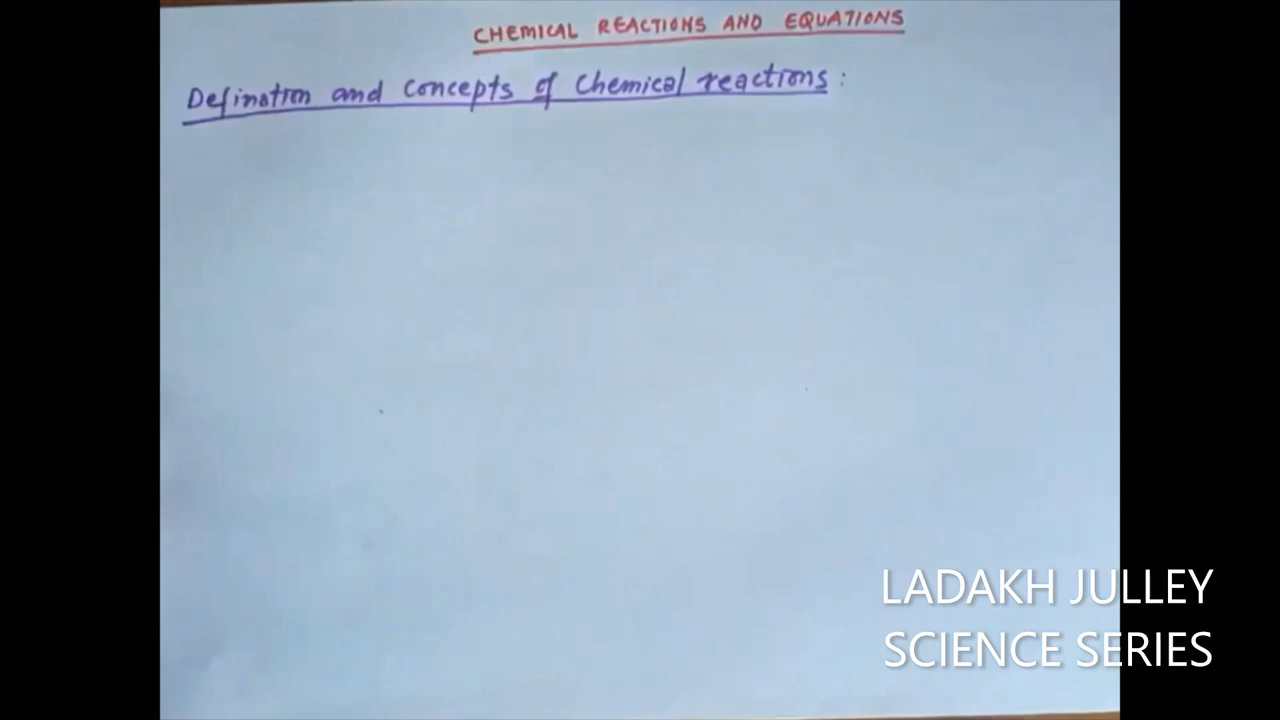 CHEMICAL REACTIONS AND EQUATIONS
Defination and concepts of Chemical reactions:
LADAKH JULLEY
SCIENCE SERIES